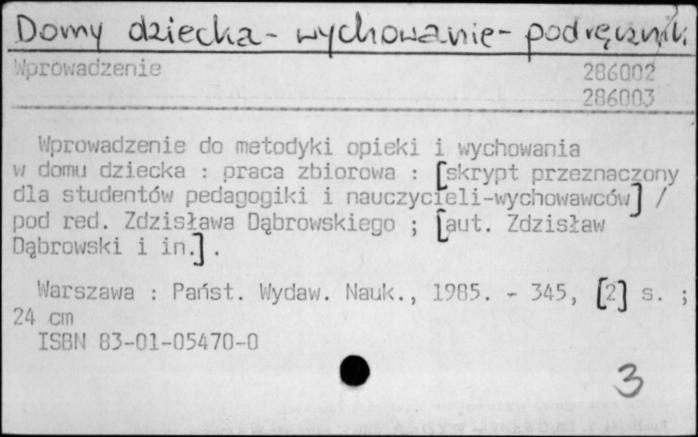 Domy dziecka - wychowanie - podręczniki
Wprowadzenie 286002
286003
Wprowadzenie do metodyki opieki i wychowania
w domu dziecka : praca zbiorowa : [skrypt przeznaczony
dla studentów pedagogiki i nauczycieli-wychowawców] /
pod red. Zdzisława Dąbrowskiego ; [aut. Zdzisław
Dąbrowski i in.].
Warszawa : Państ. Wydaw. Nauk., 1985. - 345, [2] s. ;
24 cm
ISBN 83-01-05470-0
3